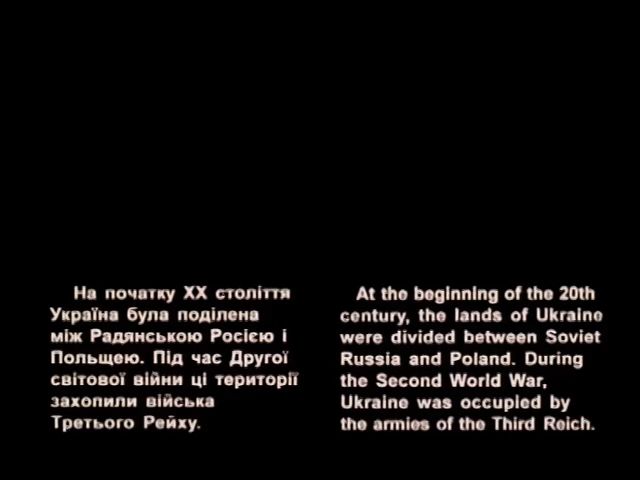 На початку XX століття
Україна була поділена
між Радянською Росією і
Польщею. Під час Другої
світової війни ці території
захопили війська
Третього Рейху.
At the beginning of the 20th
century, the lands of Ukraine
were divided between Soviet
Russia and Poland. During
the Second World War,
Ukraine was occupied by
the armies of the Third Reich.